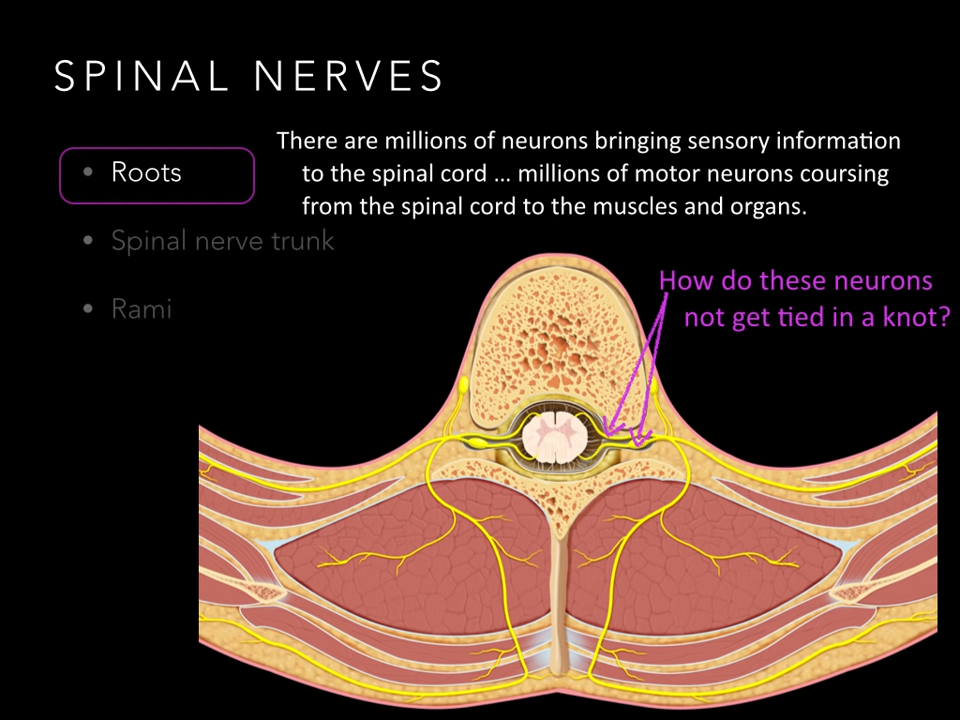 SPINAL NERVES
• Roots
• Spinal nerve trunk
• Rami
There are millions of neurons bringing sensory information
to the spinal cord … millions of motor neurons coursing
from the spinal cord to the muscles and organs.
How do these neurons
not get tied in a knot?